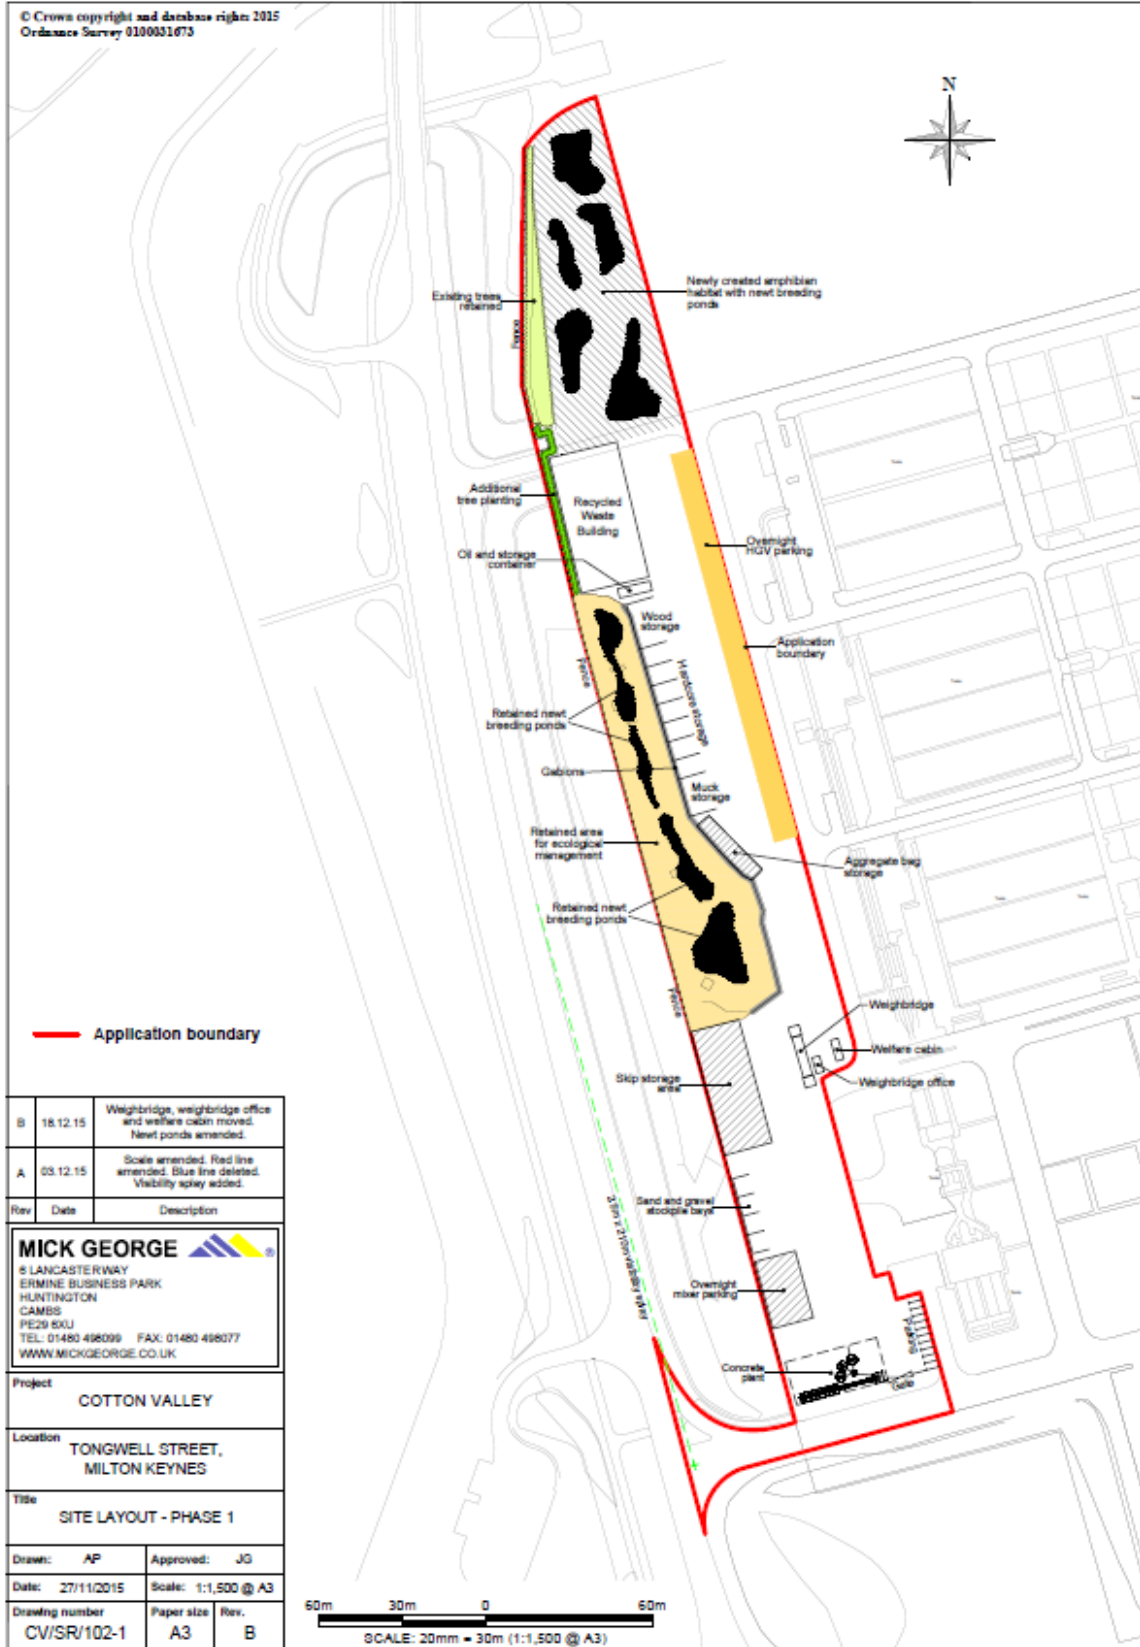 © Crown copyright and database rights 2015
Ordnance Survey 0100031673
N
Existing trees
retained
Fence
Newly created amphibian
habitat with newt breeding
ponds
Additional
tree planting
Recycled
Waste
Building
Oil and storage
container
Overnight
HGV parking
Wood
storage
Application
boundary
Fence
Hardcore storage
Retained newt
breeding ponds
Gabions
Muck
storage
Retained area
for ecological
management
Aggregate bag
storage
Retained newt
breeding ponds
Fence
Weighbridge
Welfare cabin
Weighbridge office
Skip storage
area
Sand and gravel
stockpile bays
Overnight
mixer parking
Parking
Concrete
plant
Gate
Application boundary
B 18.12.15 Weighbridge, weighbridge office
and welfare cabin moved.
Newt ponds amended.
A 03.12.15 Scale amended. Red line
amended. Blue line deleted.
Visibility splay added.
Rev Date Description
MICK GEORGE ®
6 LANCASTER WAY
ERMINE BUSINESS PARK
HUNTINGTON
CAMBS
PE29 6XU
TEL: 01480 498099 FAX: 01480 498077
WWW.MICKGEORGE.CO.UK
Project
COTTON VALLEY
Location
TONGWELL STREET,
MILTON KEYNES
Title
SITE LAYOUT - PHASE 1
Drawn: AP Approved: JG
Date: 27/11/2015 Scale: 1:1,500 @ A3
Drawing number Paper size Rev.
CV/SR/102-1 A3 B
60m 30m 0 60m
SCALE: 20mm = 30m (1:1,500 @ A3)